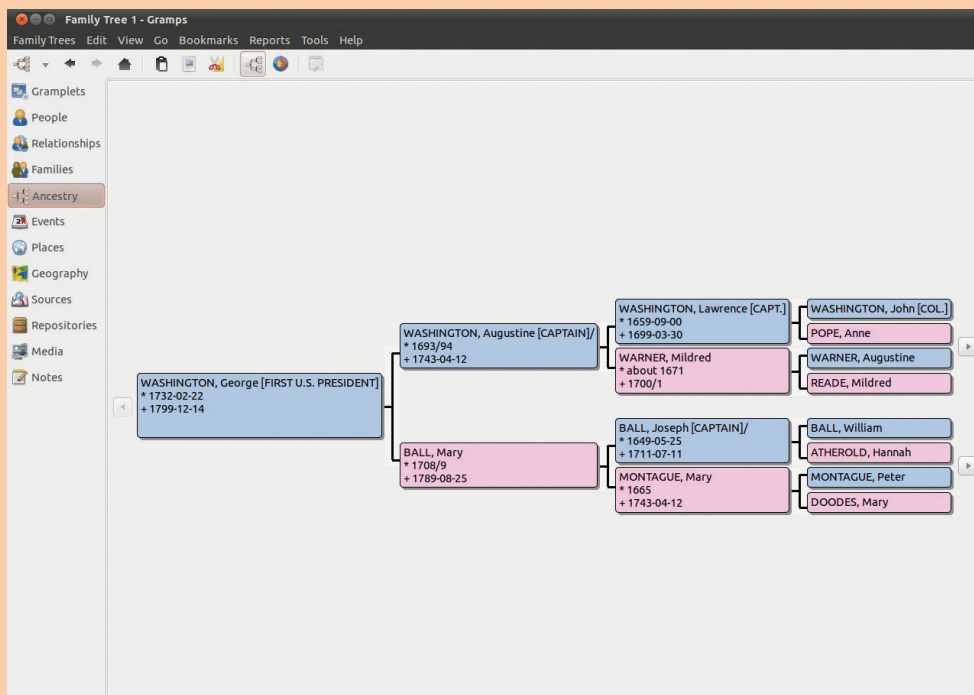 Family Tree 1 - Gramps
Family Trees Edit View Go Bookmarks Reports Tools Help
Gramplets
People
Relationships
Families
Ancestry
Events
Places
Geography
Sources
Repositories
Media
Notes
WASHINGTON, George [FIRST U.S. PRESIDENT]
* 1732-02-22
+ 1799-12-14
WASHINGTON, Augustine [CAPTAIN]/
* 1693/94
+ 1743-04-12
BALL, Mary
* 1708/9
+ 1789-08-25
WASHINGTON, Lawrence [CAPT.]
* 1659-09-00
+ 1699-03-30
WARNER, Mildred
* about 1671
+ 1700/1
BALL, Joseph [CAPTAIN]/
* 1649-05-25
+ 1711-07-11
MONTAGUE, Mary
* 1665
+ 1743-04-12
WASHINGTON, John [COL.]
POPE, Anne
WARNER, Augustine
READE, Mildred
BALL, William
ATHEROLD, Hannah
MONTAGUE, Peter
DOODES, Mary